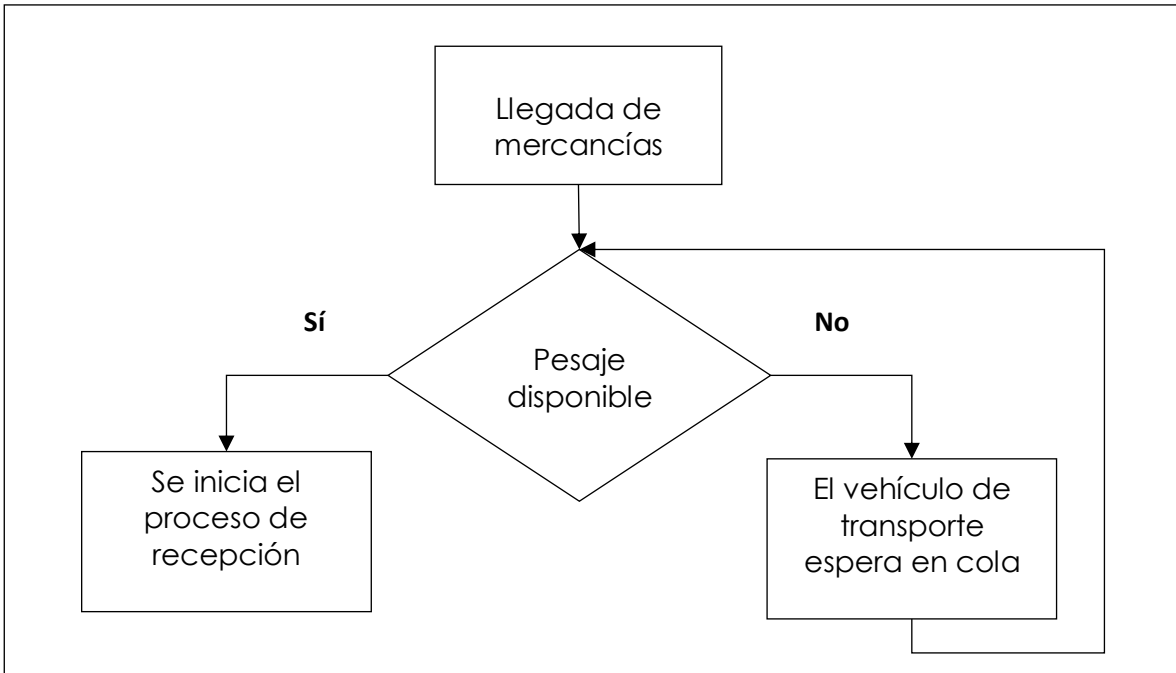 Llegada de
mercancías
Sí
No
Pesaje
disponible
Se inicia el
proceso de
recepción
El vehículo de
transporte
espera en cola